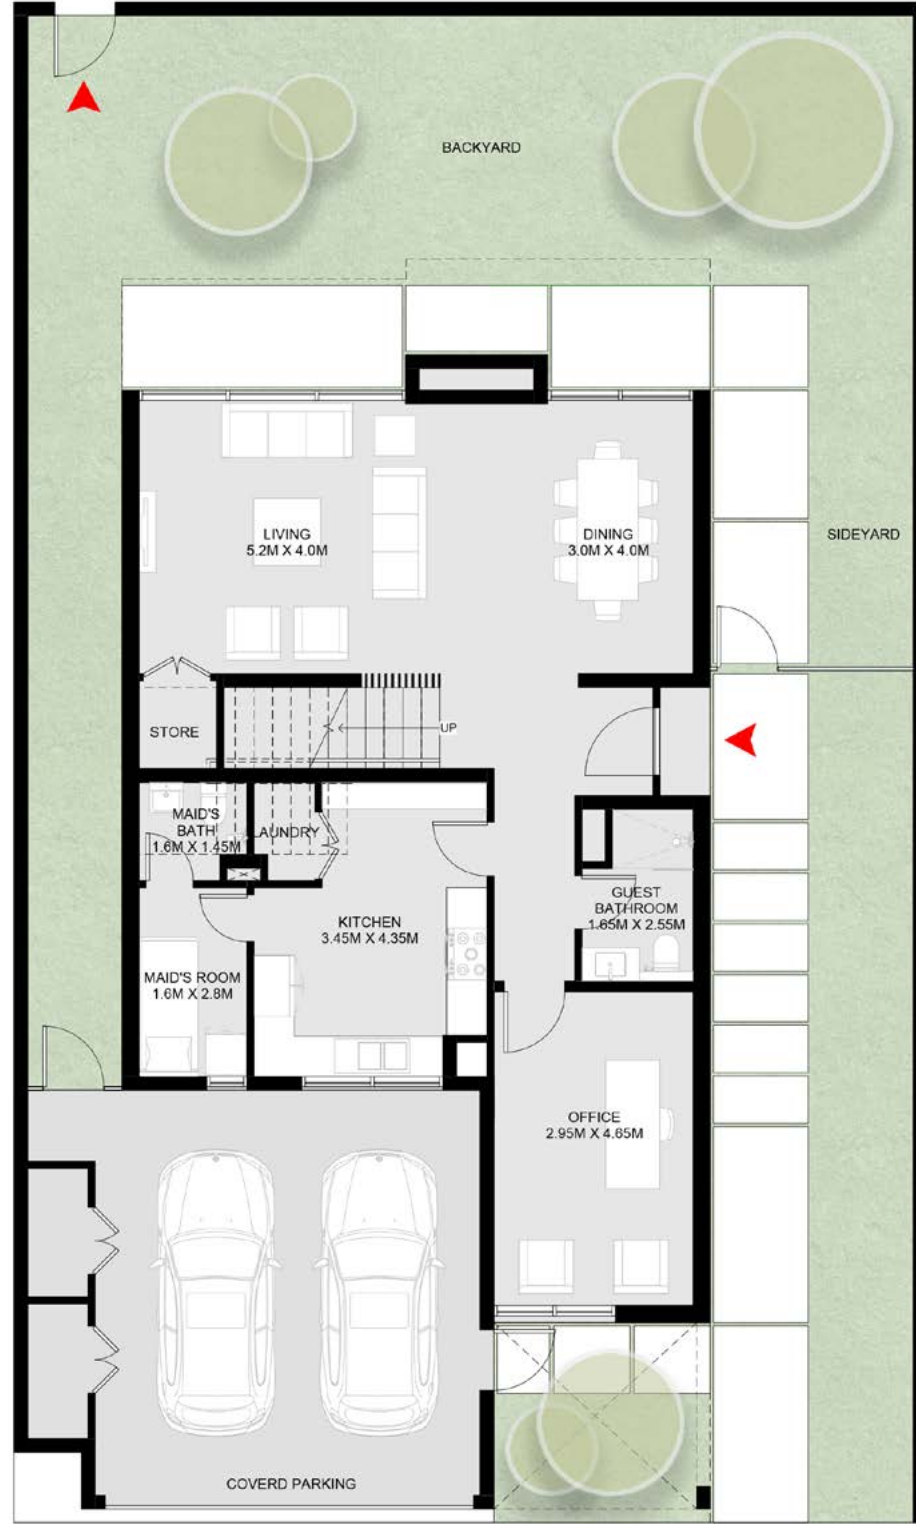 BACKYARD
SIDEYARD
LIVING
5.2M X 4.0M
DINING
3.0M X 4.0M
STORE
UP
MAID'S
BATH
1.6M X 1.45M
LAUNDRY
KITCHEN
3.45M X 4.35M
GUEST
BATHROOM
1.65M X 2.55M
MAID'S ROOM
1.6M X 2.8M
OFFICE
2.95M X 4.65M
COVERD PARKING